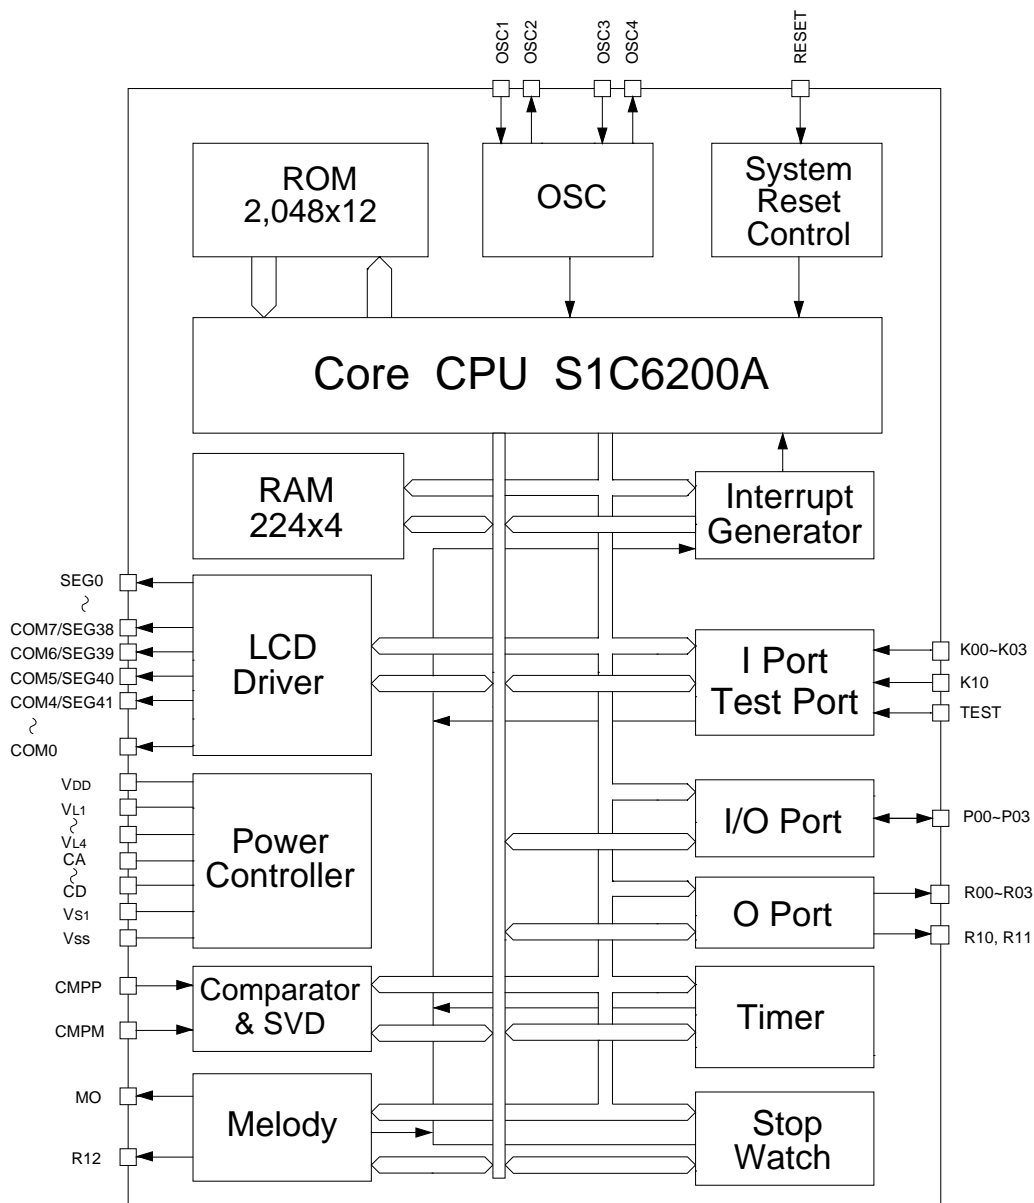 OSC1
OSC2
OSC3
OSC4
RESET
ROM
2,048x12
OSC
System
Reset
Control
Core CPU S1C6200A
RAM
224x4
Interrupt
Generator
SEG0
COM7/SEG38
COM6/SEG39
COM5/SEG40
COM4/SEG41
COM0
LCD
Driver
I Port
Test Port
K00~K03
K10
TEST
VDD
VL1
VL4
CA
CD
VS1
VSS
Power
Controller
I/O Port
P00~P03
O Port
R00~R03
R10, R11
CMPP
CMPM
Comparator
& SVD
Timer
MO
R12
Melody
Stop
Watch